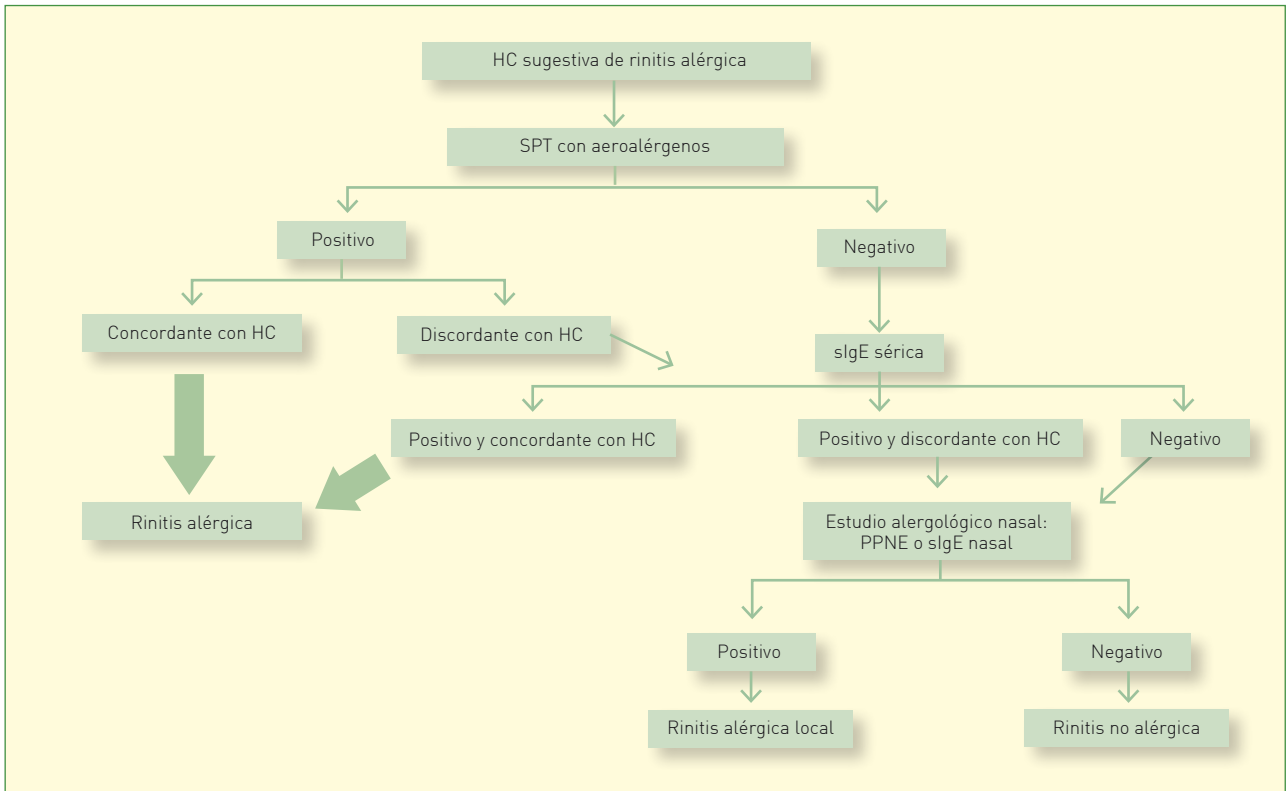 HC sugestiva de rinitis alérgica
SPT con aeroalérgenos
Positivo
Negativo
Concordante con HC
Discordante con HC
sIgE sérica
Positivo y concordante con HC
Positivo y discordante con HC
Negativo
Rinitis alérgica
Estudio alergológico nasal:
PPNE o sIgE nasal
Positivo
Negativo
Rinitis alérgica local
Rinitis no alérgica